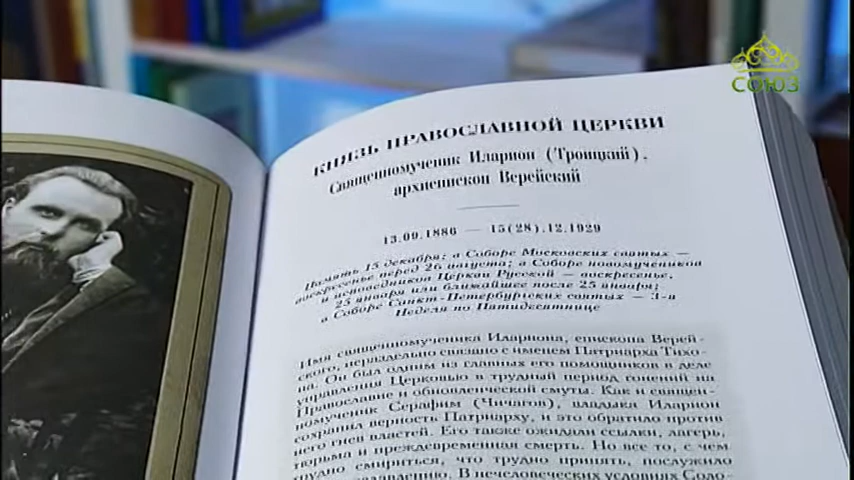 СОЮЗ
КНЯЗЬ ПРАВОСЛАВНОЙ ЦЕРКВИ
Священномученик Иларион (Троицкий),
архиепископ Верейский
13.09.1886 — 15(28).12.1929
Память 15 декабря; в Соборе Московских святых —
воскресенье перед 26 августа; в Соборе новомучеников
и исповедников Церкви Русской — воскресенье,
25 января или ближайшее после 25 января;
в Соборе Санкт-Петербургских святых — 3-я
Неделя по Пятидесятнице
Имя священномученика Илариона, епископа Верей-
ского, нераздельно связано с именем Патриарха Тихо-
на. Он был одним из главных его помощников в деле
управления Церковью в трудный период гонений на
Православие и обновленческой смуты. Как и священ-
номученик Серафим (Чичагов), владыка Иларион
сохранил верность Патриарху, и это обратило на
него гнев властей. Его также ожидали ссылки, лагерь,
тюрьма и преждевременная смерть. Но все то, с чем
трудно смириться, что трудно принять, послужило
В нечеловеческих условиях Соло-